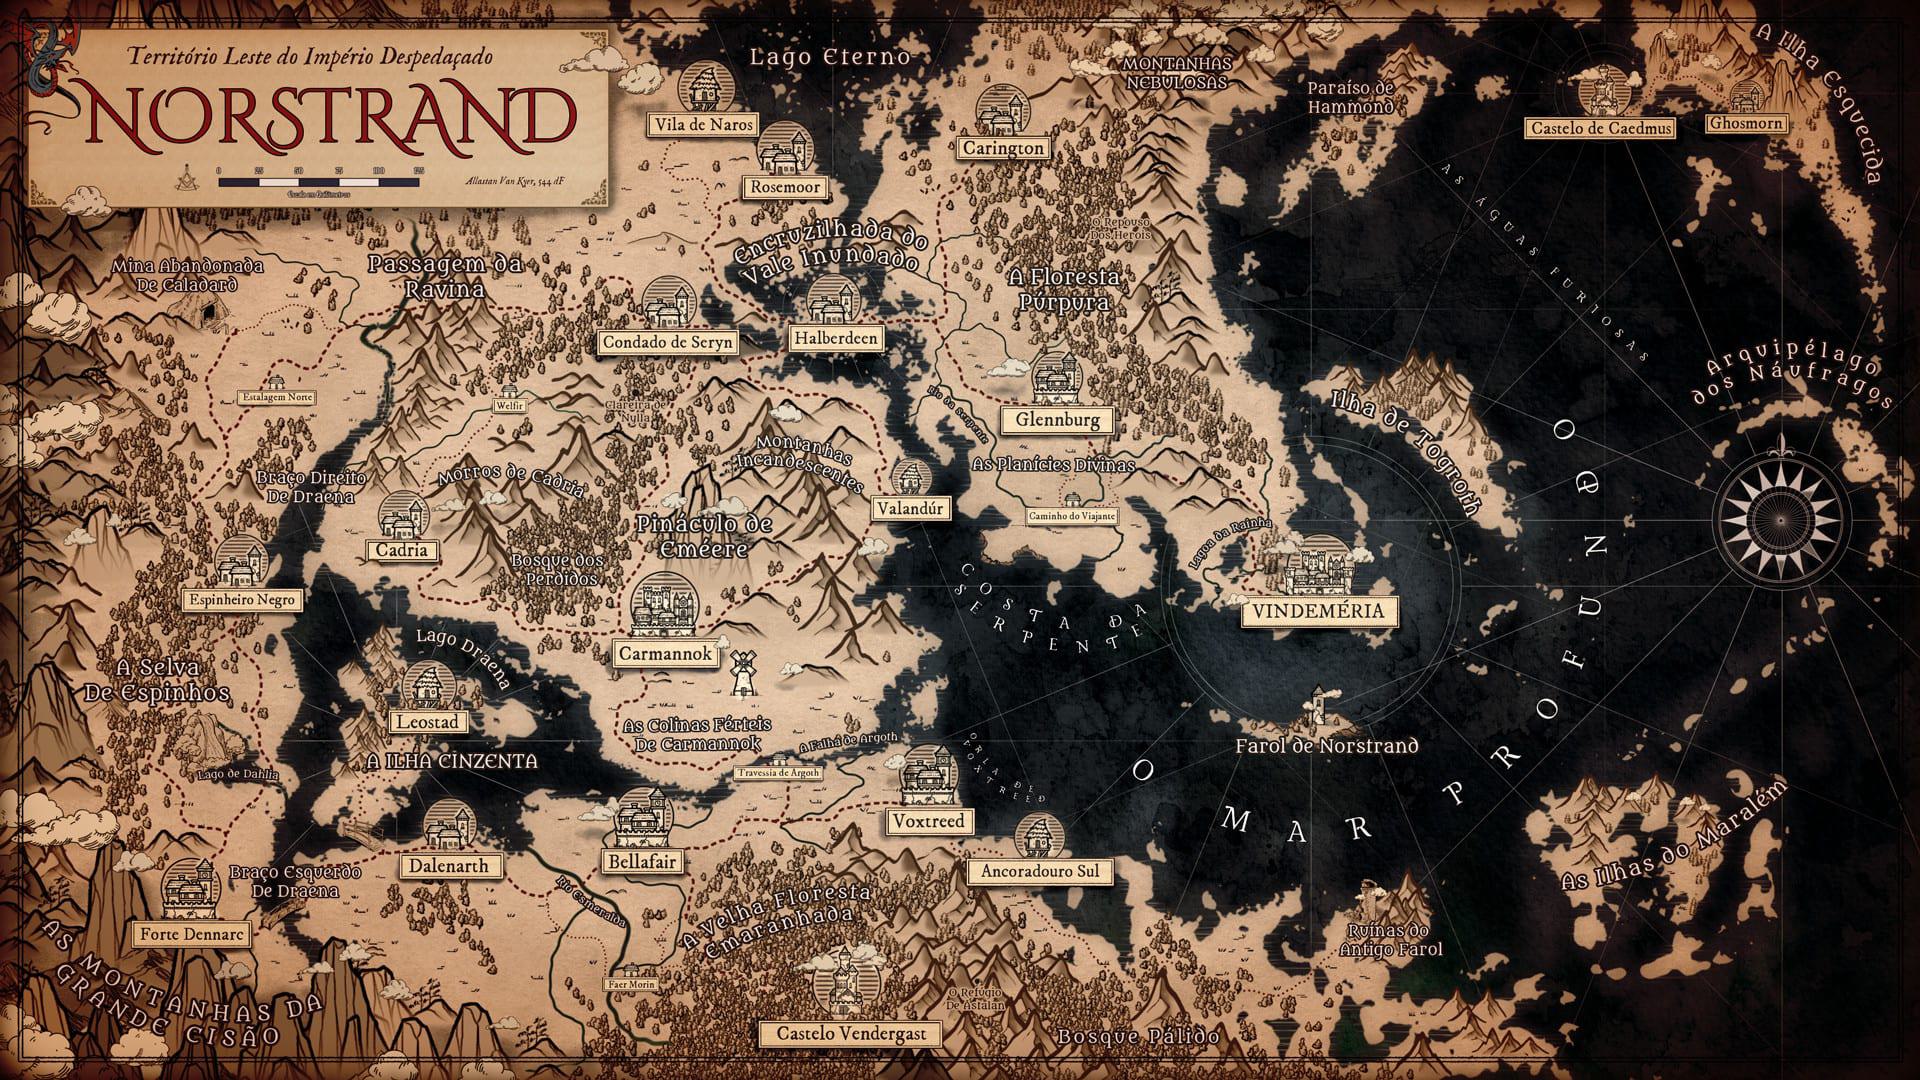 Território Leste do Império Despedaçado
NORSTRAND
0 25 50 75 100 125
Escala em Quilômetros
Allastan Van Kyer, 544 dF
Lago Eterno
Vila de Naros
Rosemoor
Carington
MONTANHAS
NEBULOSAS
Paraíso de
Hammond
Castelo de Caedmus
Ghosmorn
A Ilha Esquecida
AS ÁGUAS FURIOSAS
O Repouso
Dos Heróis
Encruzilhada do
Vale Inundado
Mina Abandonada
De Caladard
Passagem da
Ravina
A Floresta
Púrpura
Condado de Seryn
Halberdeen
Arquipélago
dos Náufragos
Estalagem Norte
Welfir
Clareira de
Nulla
Rio da Serpente
Glennburg
Ilha de Togroth
Montanhas
Incandescentes
As Planícies Divinas
Braço Direito
De Draena
Morros de Cadria
Valandúr
Caminho do Viajante
Pináculo de
Eméere
Lagoa da Rainha
Cadria
Bosque dos
Perdidos
Espinheiro Negro
COSTA DA
SERPENTE
VINDEMÉRIA
Carmannok
Lago Draena
A Selva
De Espinhos
Leostad
As Colinas Férteis
De Carmannok
A Falha de Argoth
Farol de Norstrand
A ILHA CINZENTA
Lago de Dahlia
Travessia de Argoth
ORLA DE
VOXTREED
O MAR PROFUNDO
Voxtreed
Bellafair
Dalenarth
Ancoradouro Sul
As Ilhas do Maralém
Braço Esquerdo
De Draena
Rio Esmeralda
A Velha Floresta
Emaranhada
Forte Dennarc
Ruínas do
Antigo Farol
Faer Morin
O Refúgio
De Astalan
AS MONTANHAS DA
GRANDE CISÃO
Castelo Vendergast
Bosque Pálido